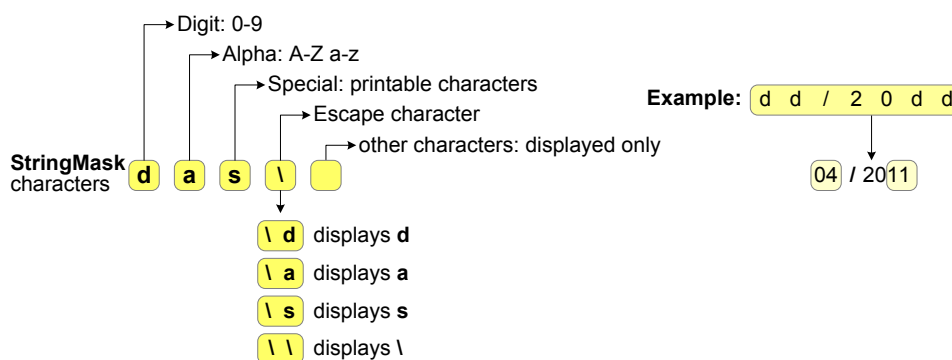 Digit: 0-9
Alpha: A-Z a-z
Special: printable characters
Escape character
other characters: displayed only
StringMask
characters
d a s \
\ d displays d
\ a displays a
\ s displays s
\ \ displays \
Example: d d / 2 0 d d
04 / 2011